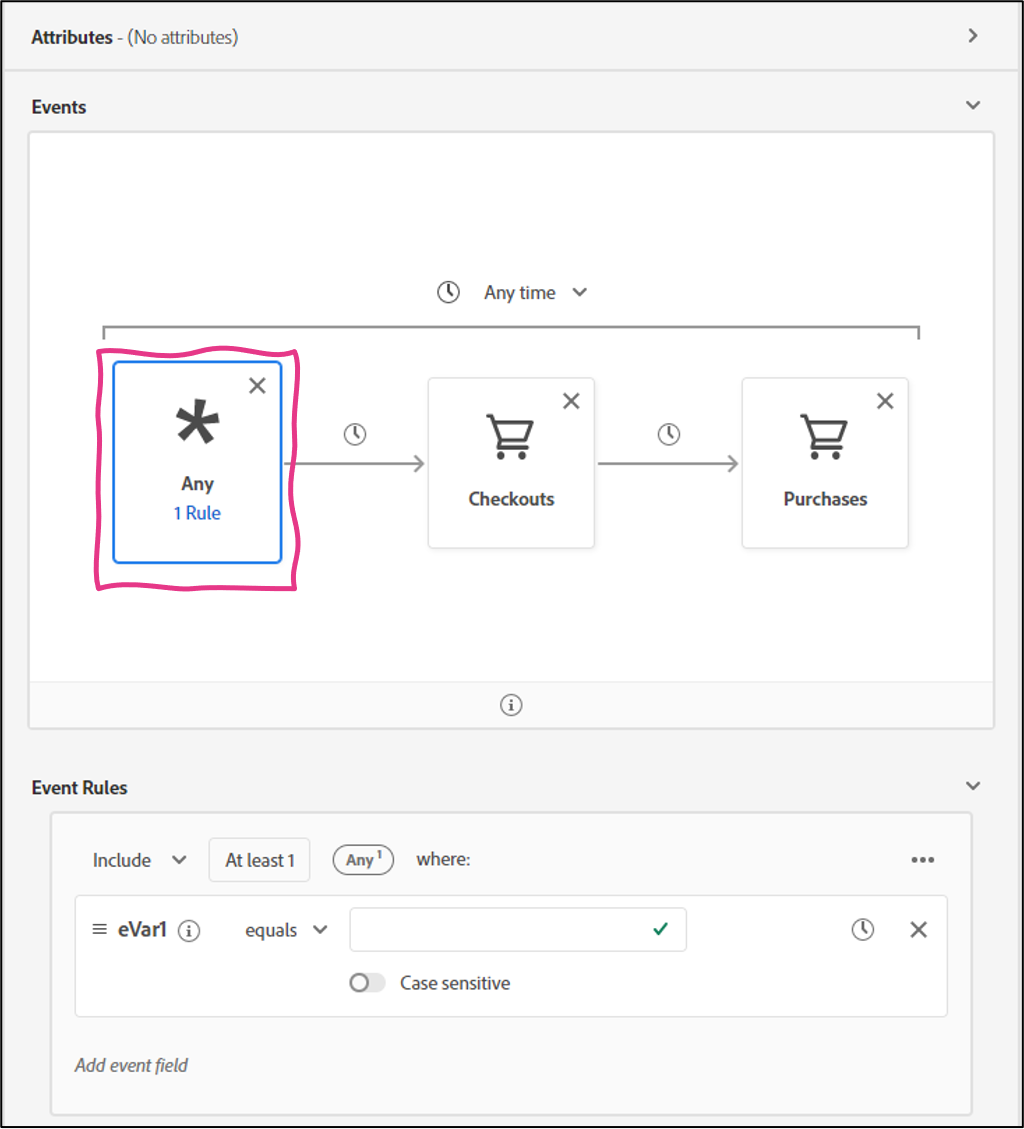 Attributes - (No attributes)
Events
Any time
Any
1 Rule
Checkouts
Purchases
Event Rules
Include At least 1 Any 1 where:
eVar1 equals
Case sensitive
Add event field